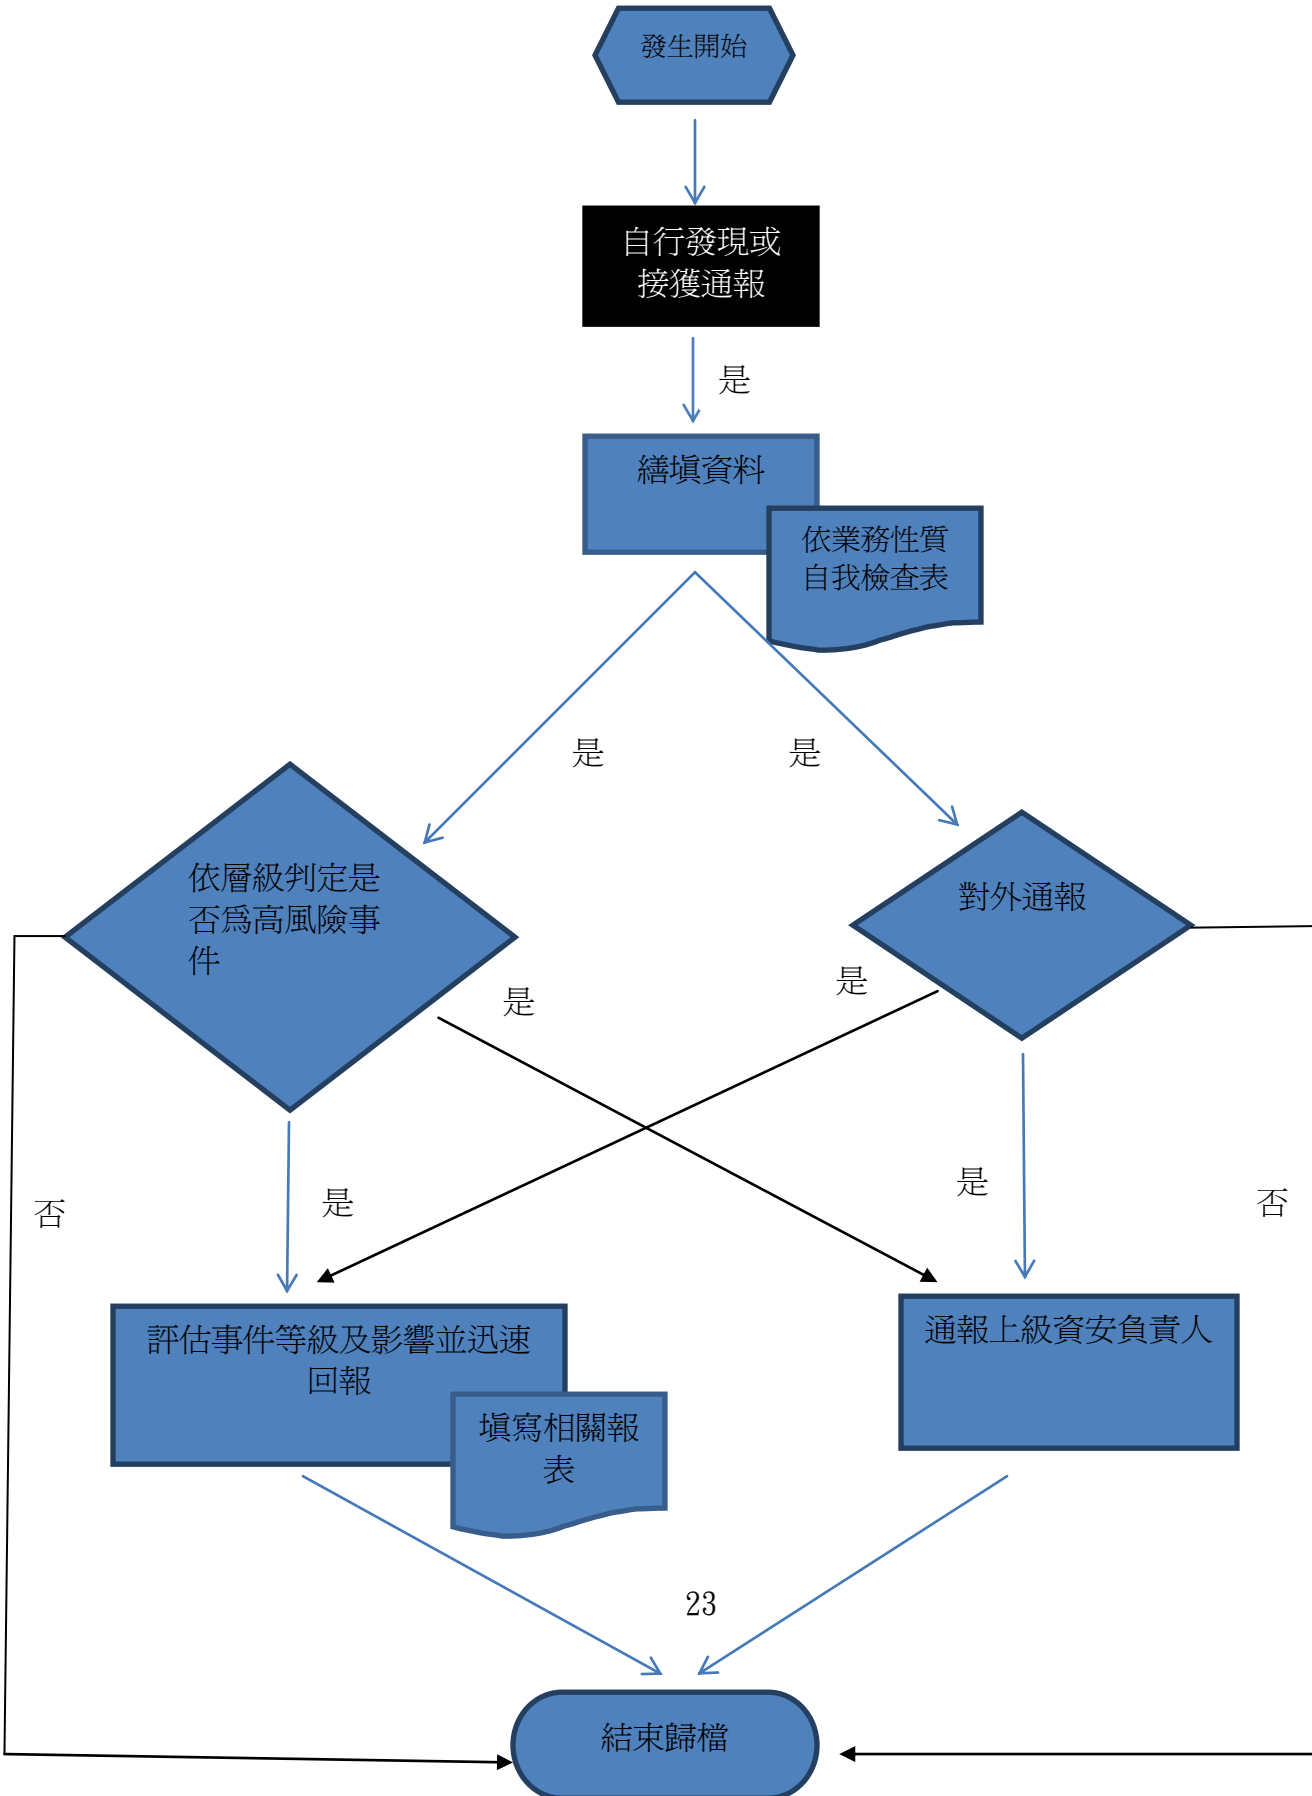 發生開始
自行發現或
接獲通報
是
繕填資料
依業務性質
自我檢查表
是
是
依層級判定是
否為高風險事
件
對外通報
是
是
是
是
否
否
評估事件等級及影響並迅速
回報
填寫相關報
表
通報上級資安負責人
23
結束歸檔